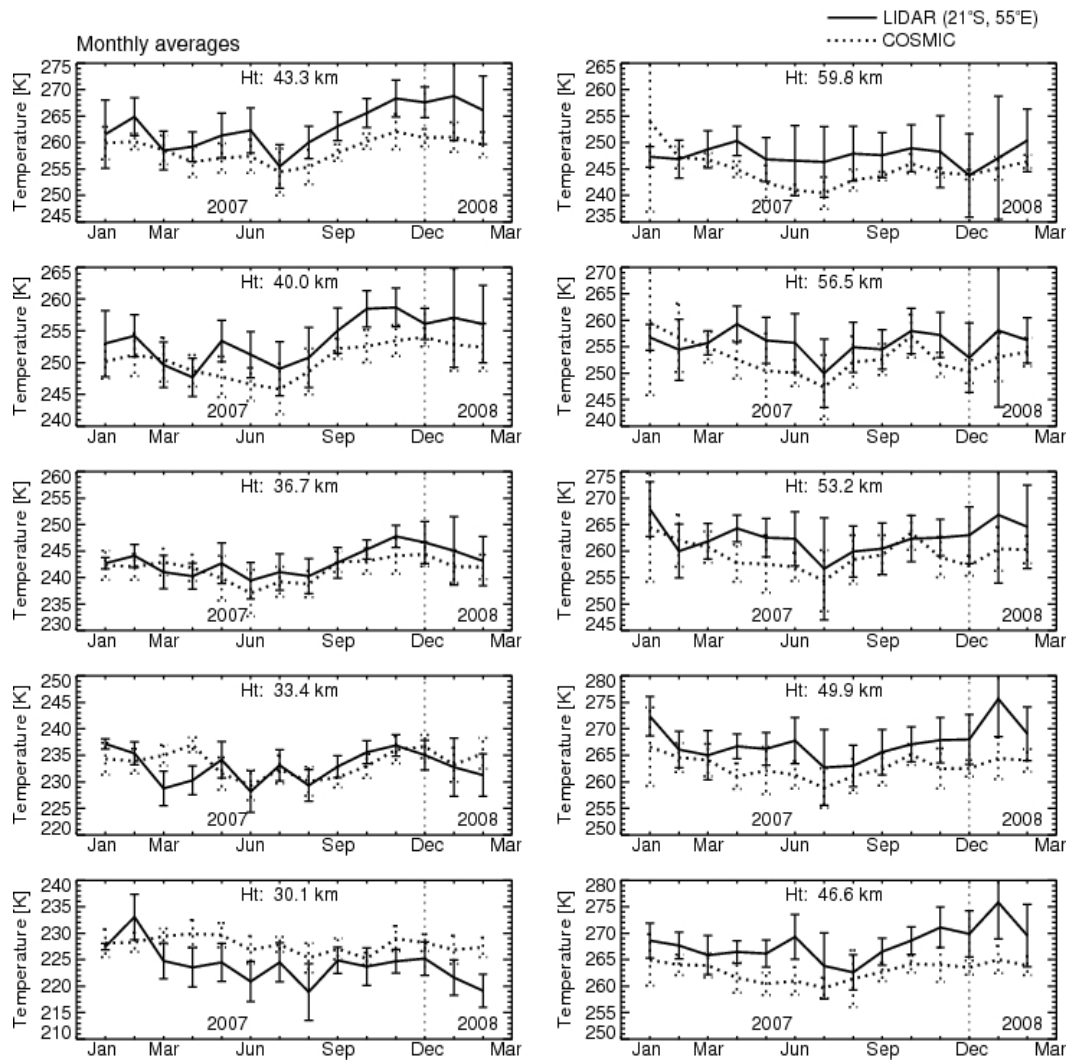 LIDAR (21°S, 55°E)
COSMIC
Monthly averages
Ht: 43.3 km
Temperature [K]
275
270
265
260
255
250
245
2007
2008
Jan Mar Jun Sep Dec Mar
Ht: 59.8 km
Temperature [K]
265
260
255
250
245
240
235
2007
2008
Jan Mar Jun Sep Dec Mar
Ht: 40.0 km
Temperature [K]
265
260
255
250
245
240
2007
2008
Jan Mar Jun Sep Dec Mar
Ht: 56.5 km
Temperature [K]
270
265
260
255
250
245
240
2007
2008
Jan Mar Jun Sep Dec Mar
Ht: 36.7 km
Temperature [K]
260
255
250
245
240
235
230
2007
2008
Jan Mar Jun Sep Dec Mar
Ht: 53.2 km
Temperature [K]
275
270
265
260
255
250
245
2007
2008
Jan Mar Jun Sep Dec Mar
Ht: 33.4 km
Temperature [K]
250
245
240
235
230
225
220
2007
2008
Jan Mar Jun Sep Dec Mar
Ht: 49.9 km
Temperature [K]
280
275
270
265
260
255
250
2007
2008
Jan Mar Jun Sep Dec Mar
Ht: 30.1 km
Temperature [K]
240
235
230
225
220
215
210
2007
2008
Jan Mar Jun Sep Dec Mar
Ht: 46.6 km
Temperature [K]
280
275
270
265
260
255
250
2007
2008
Jan Mar Jun Sep Dec Mar